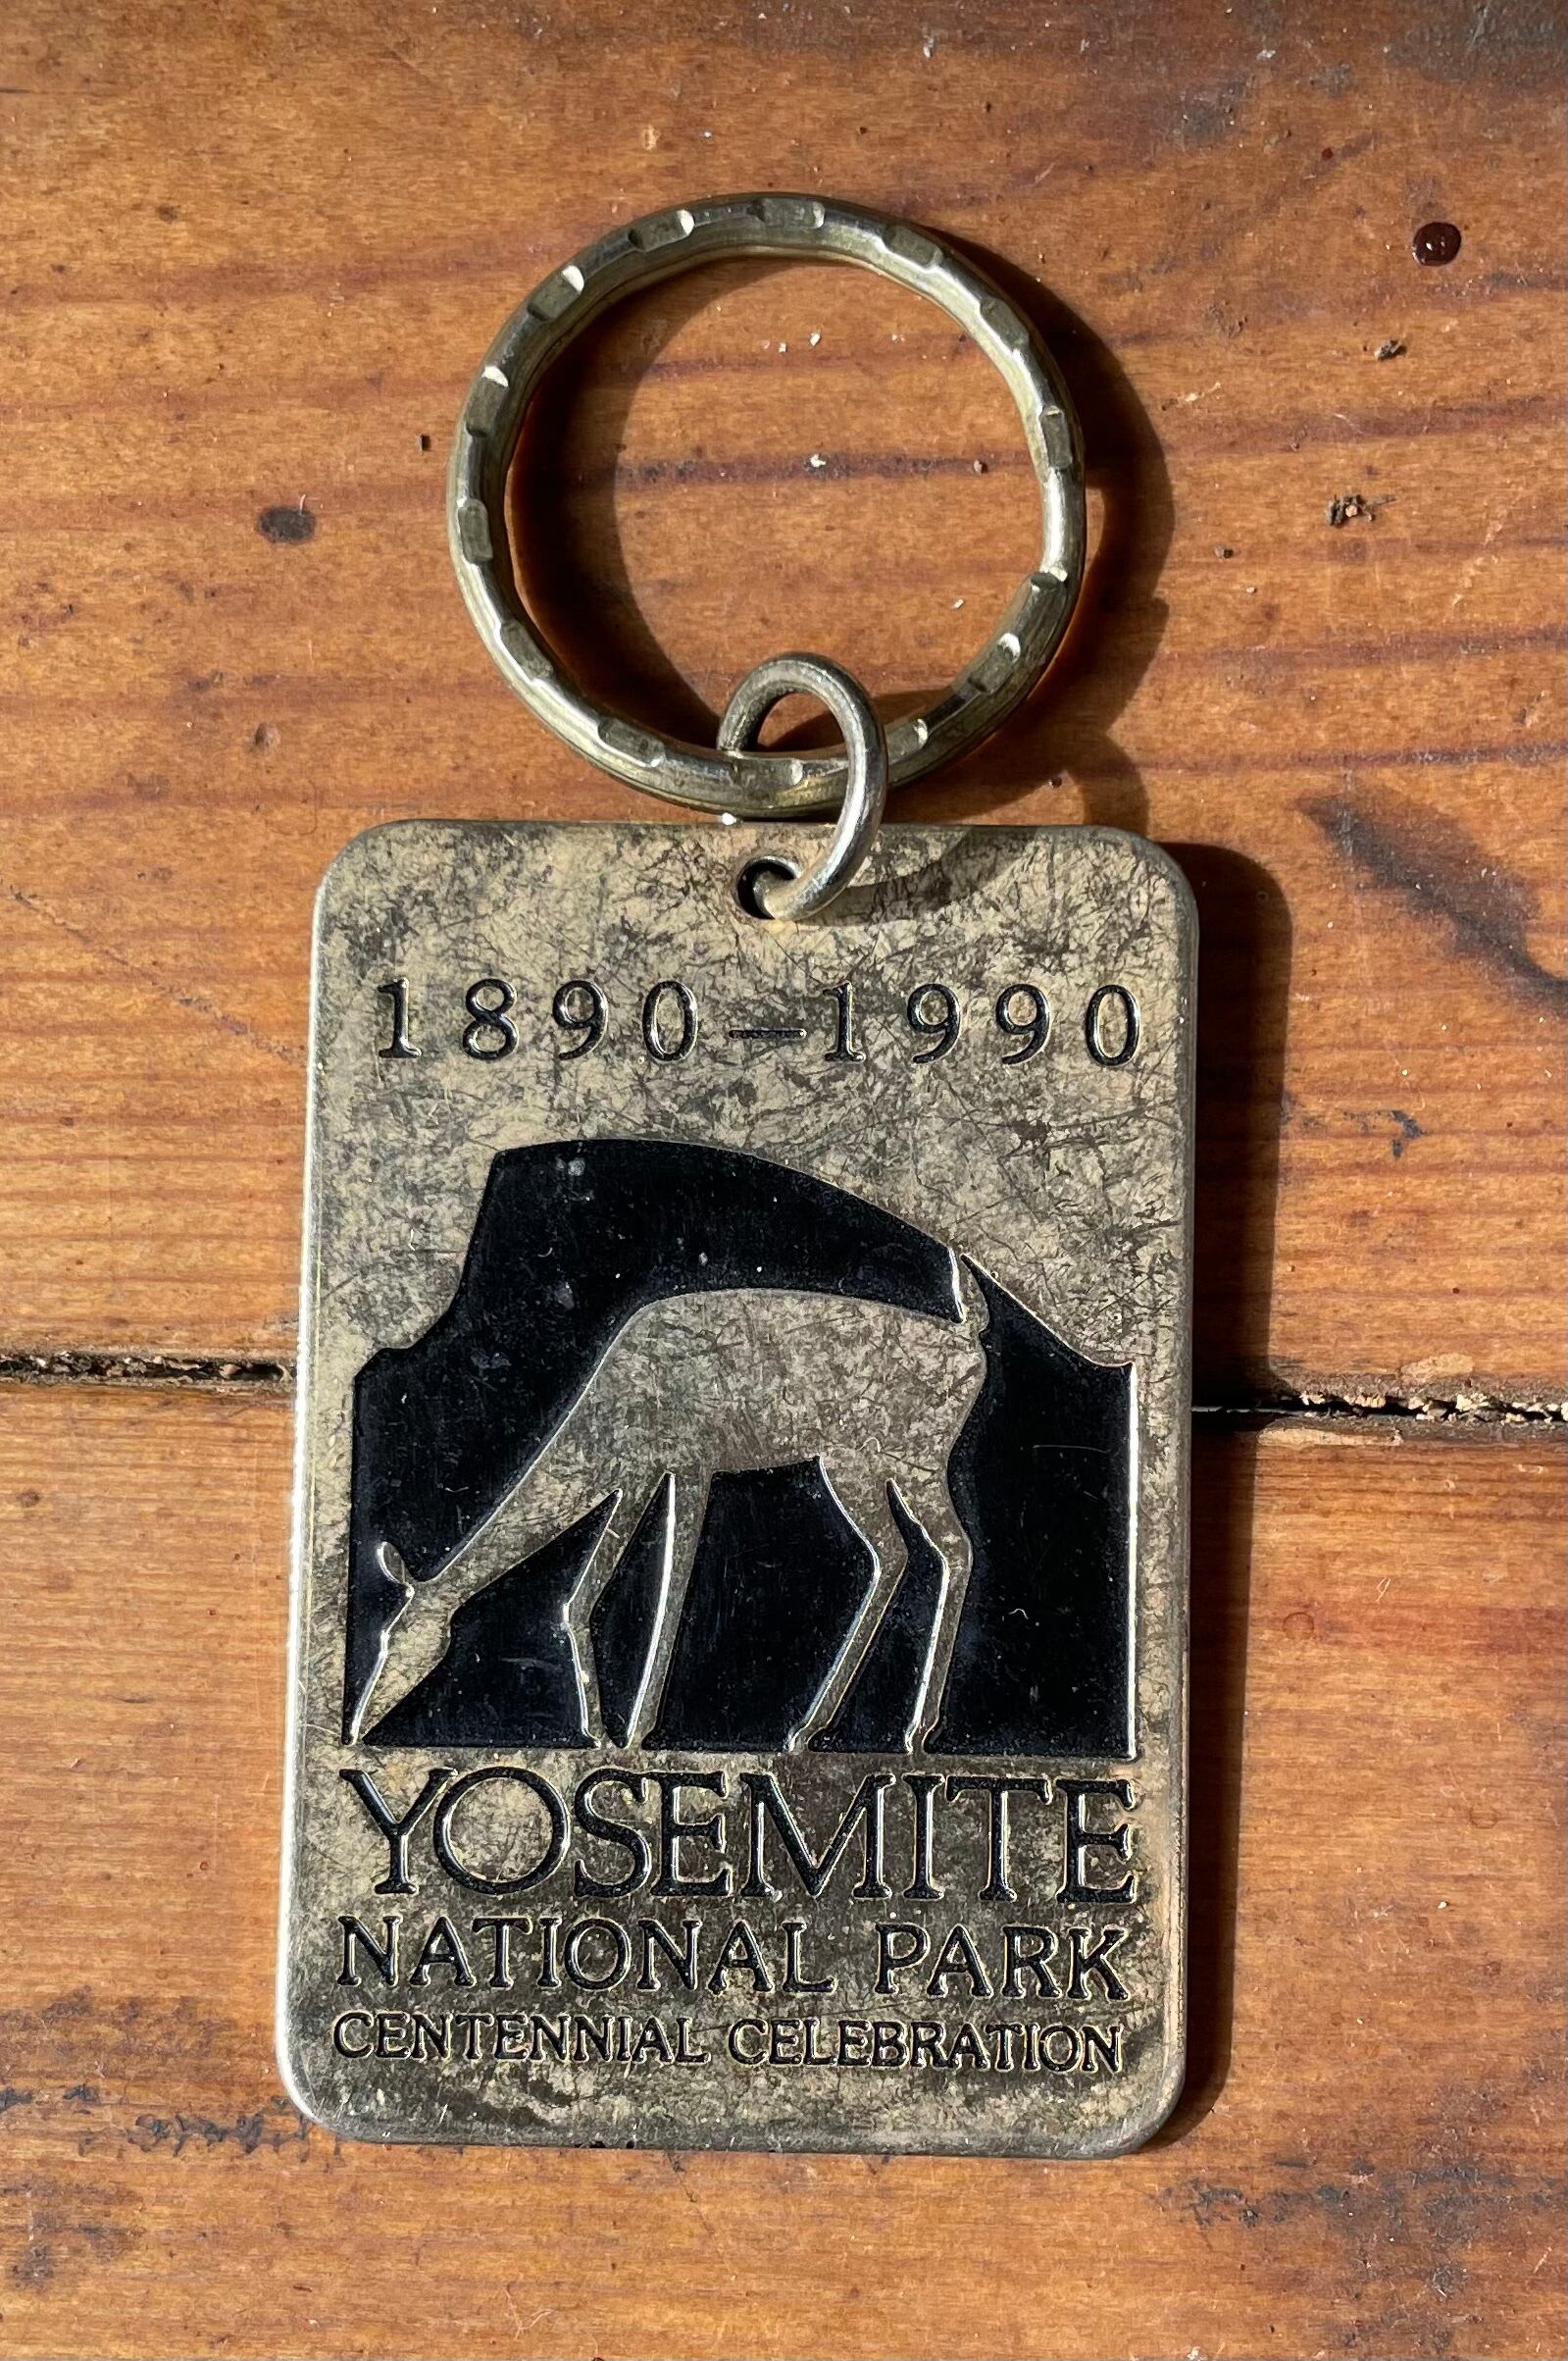 1890—1990
YOSEMITE
NATIONAL PARK
CENTENNIAL CELEBRATION